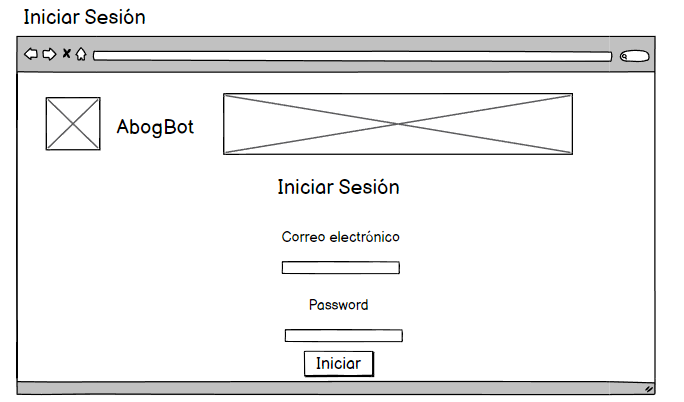 Iniciar Sesión
AbogBot
Iniciar Sesión
Correo electrónico
Password
Iniciar